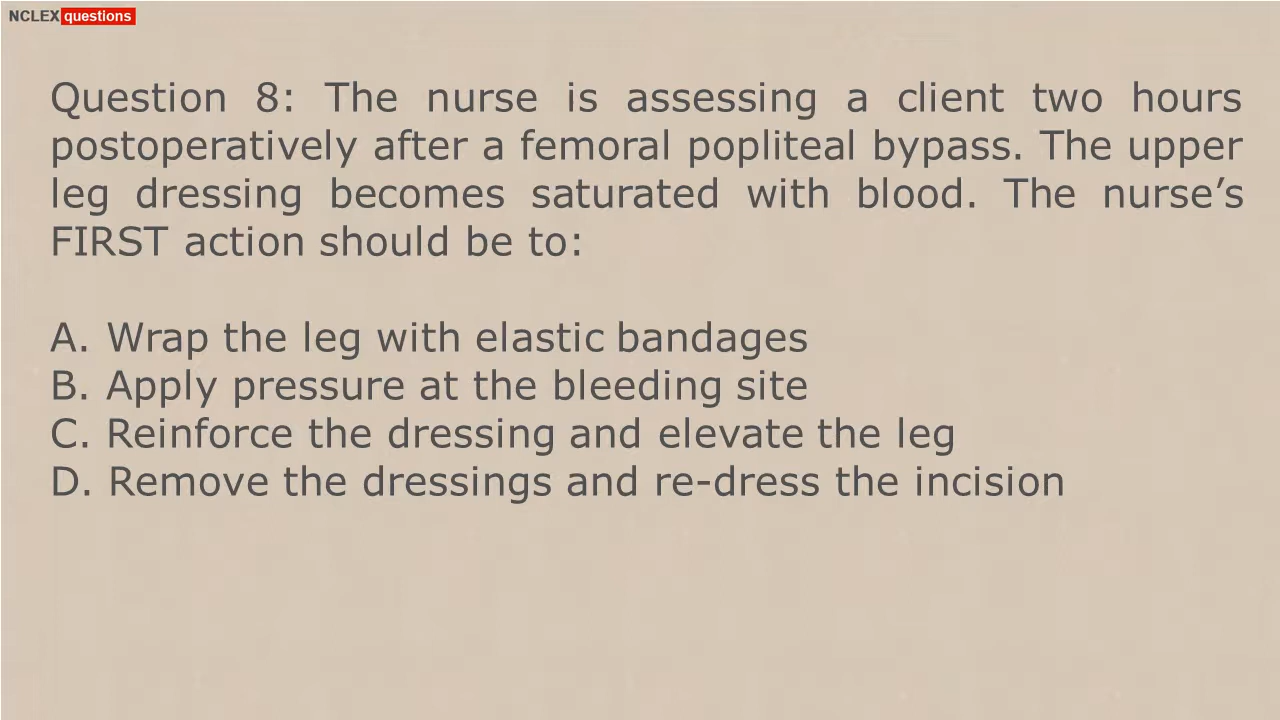 NCLEX questions
Question 8: The nurse is assessing a client two hours
postoperatively after a femoral popliteal bypass. The upper
leg dressing becomes saturated with blood. The nurse’s
FIRST action should be to:
A. Wrap the leg with elastic bandages
B. Apply pressure at the bleeding site
C. Reinforce the dressing and elevate the leg
D. Remove the dressings and re-dress the incision